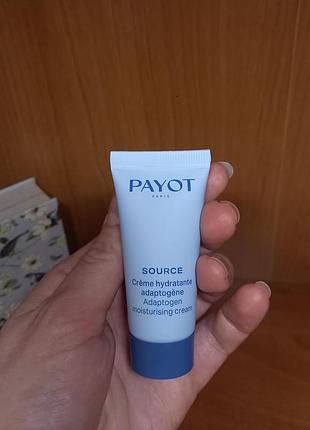 PAYOT
PARIS
SOURCE
Crème hydratante
adaptogène
Adaptogen
moisturising cream